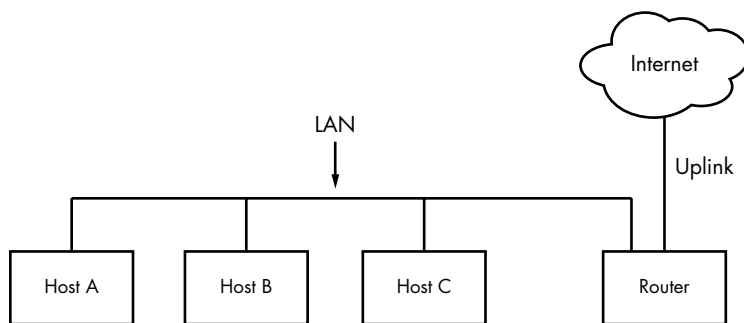 Internet
LAN
Uplink
Host A
Host B
Host C
Router